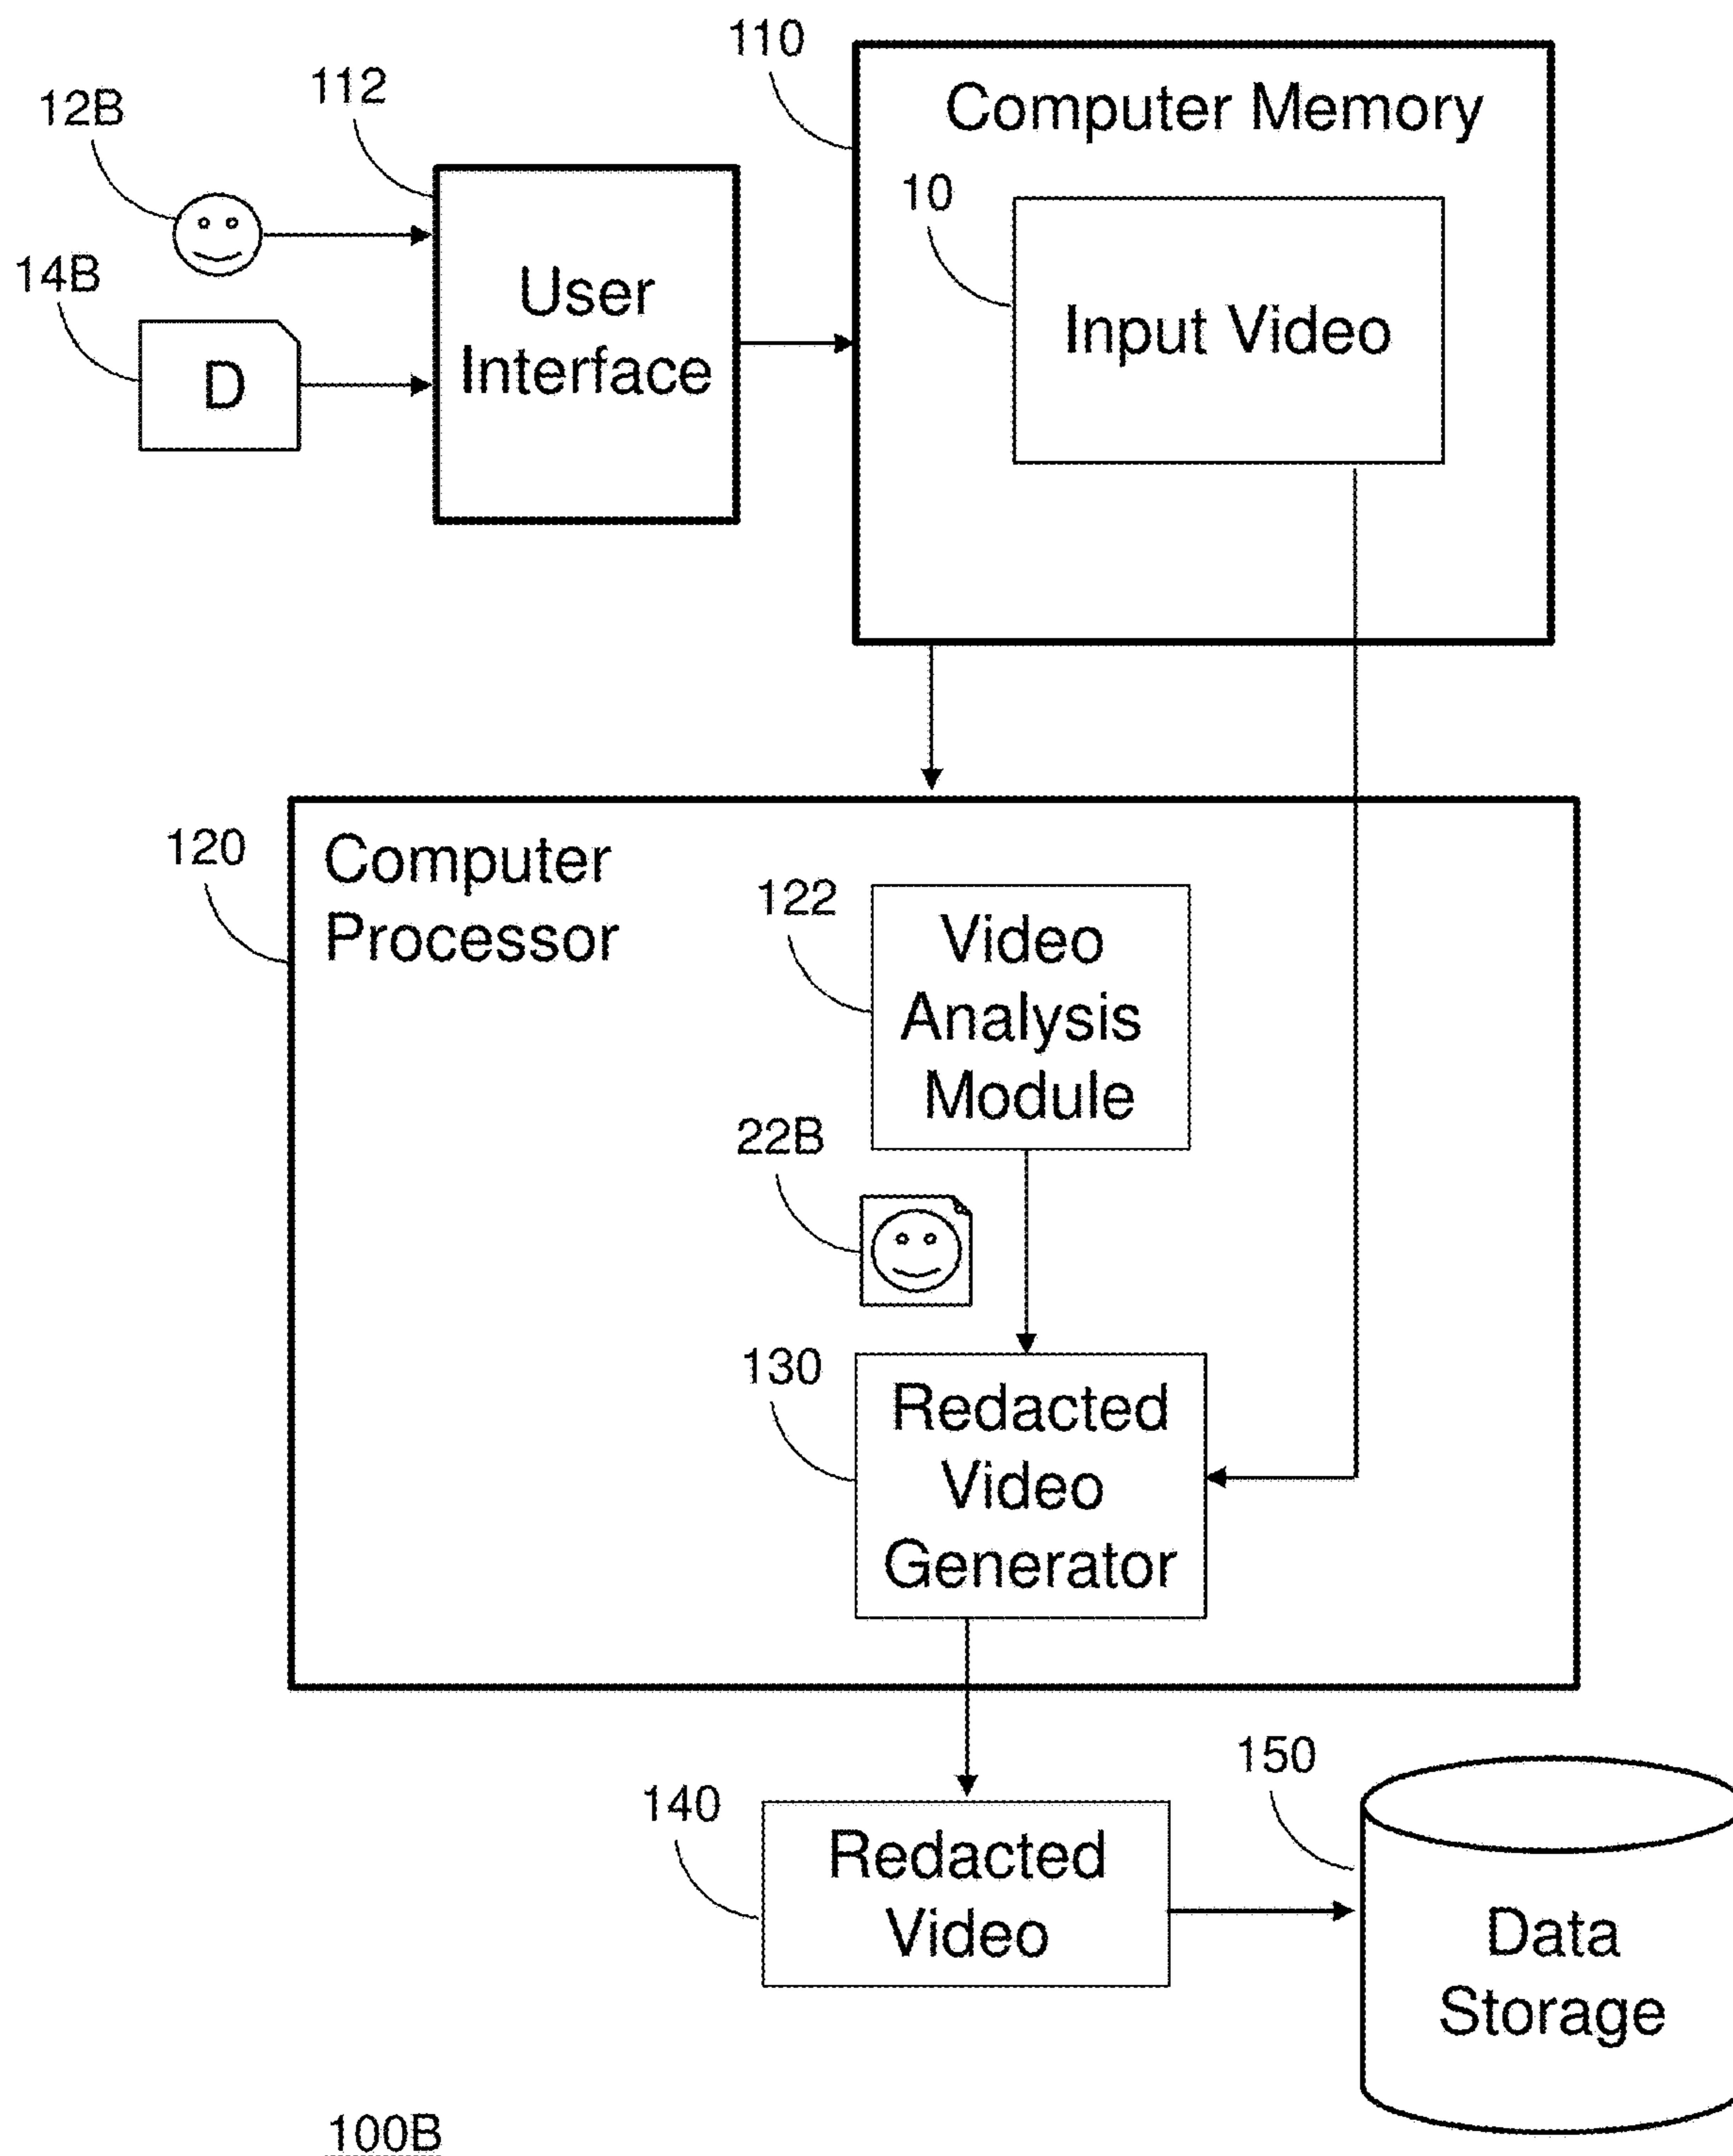 110
Computer Memory
112
12B
10
Input Video
User
Interface
14B
D
120
Computer
Processor
122
Video
Analysis
Module
22B
130
Redacted
Video
Generator
140
Redacted
Video
150
Data
Storage
100B